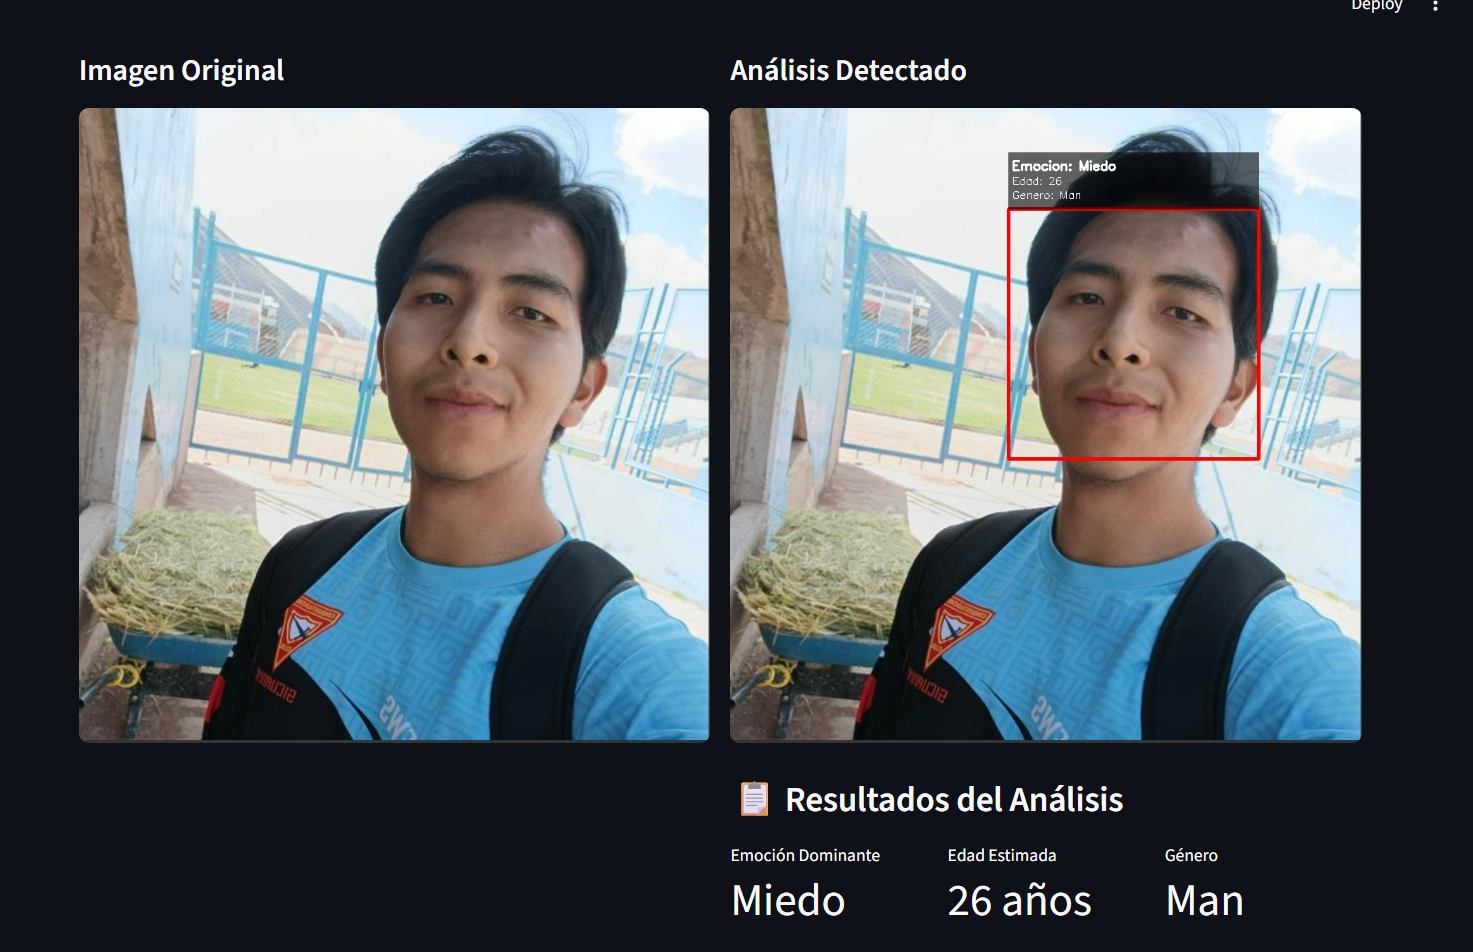 Deploy
Imagen Original
Análisis Detectado
Emocion: Miedo
Edad: 26
Genero: Man
📋 Resultados del Análisis
Emoción Dominante
Edad Estimada
Género
Miedo
26 años
Man